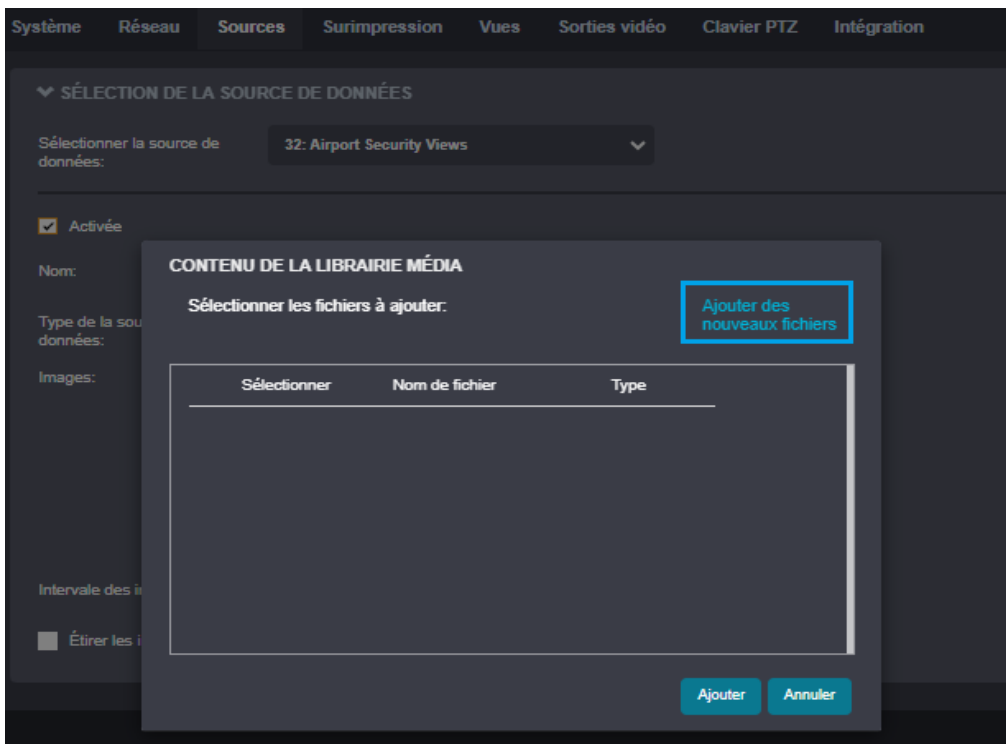 Système Réseau Sources Surimpression Vues Sorties vidéo Clavier PTZ Intégration
SÉLECTION DE LA SOURCE DE DONNÉES
Sélectionner la source de
données:
32: Airport Security Views
Activée
Nom:
CONTENU DE LA LIBRAIRIE MÉDIA
Sélectionner les fichiers à ajouter:
Ajouter des
nouveaux fichiers
Type de la sou
données:
Images:
Sélectionner Nom de fichier Type
Intervale des
Étirer les
Ajouter Annuler